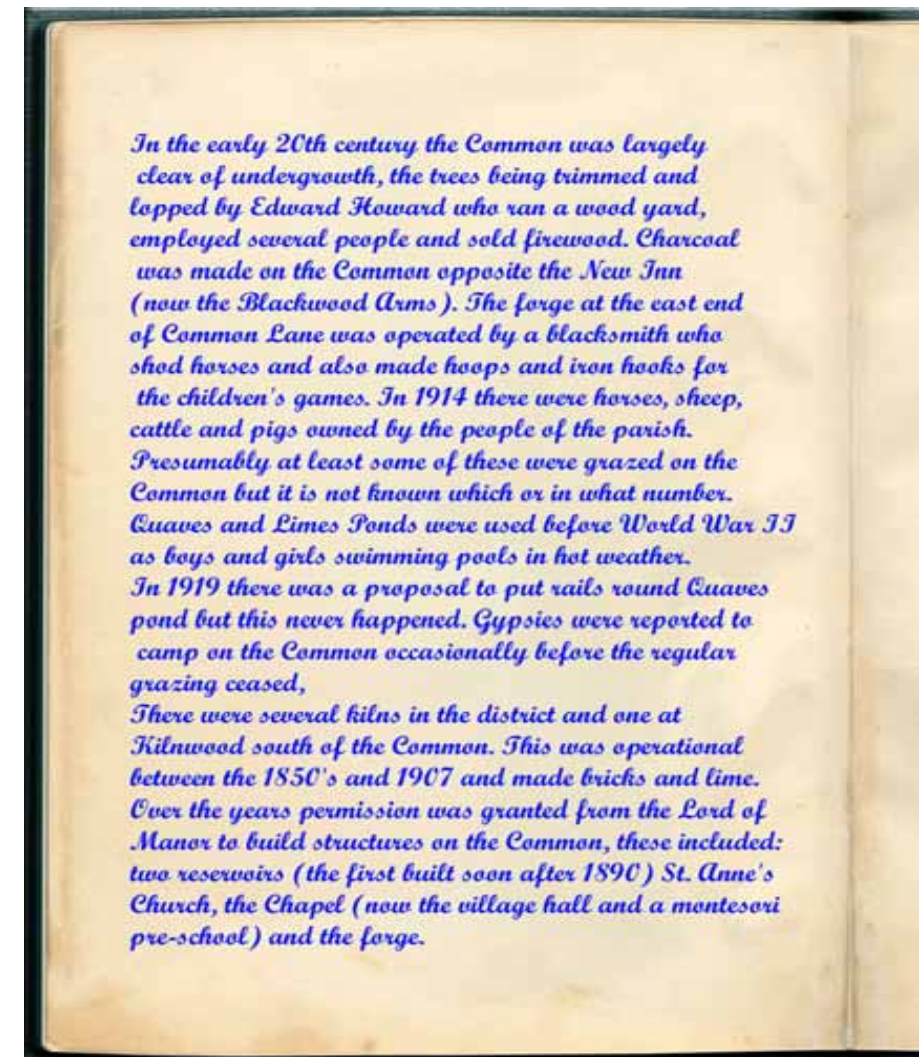 In the early 20th century the Common was largely
clear of undergrowth, the trees being trimmed and
lopped by Edward Howard who ran a wood yard,
employed several people and sold firewood. Charcoal
was made on the Common opposite the New Inn
(now the Blackwood Arms). The forge at the east end
of Common Lane was operated by a blacksmith who
shod horses and also made hoops and iron hooks for
the children's games. In 1914 there were horses, sheep,
cattle and pigs owned by the people of the parish.
Presumably at least some of these were grazed on the
Common but it is not known which or in what number.
Quaves and Limes Ponds were used before World War II
as boys and girls swimming pools in hot weather.
In 1919 there was a proposal to put rails round Quaves
pond but this never happened. Gypsies were reported to
camp on the Common occasionally before the regular
grazing ceased,
There were several kilns in the district and one at
Kilnwood south of the Common. This was operational
between the 1850's and 1907 and made bricks and lime.
Over the years permission was granted from the Lord of
Manor to build structures on the Common, these included:
two reservoirs (the first built soon after 1890) St. Anne's
Church, the Chapel (now the village hall and a montesori
pre-school) and the forge.